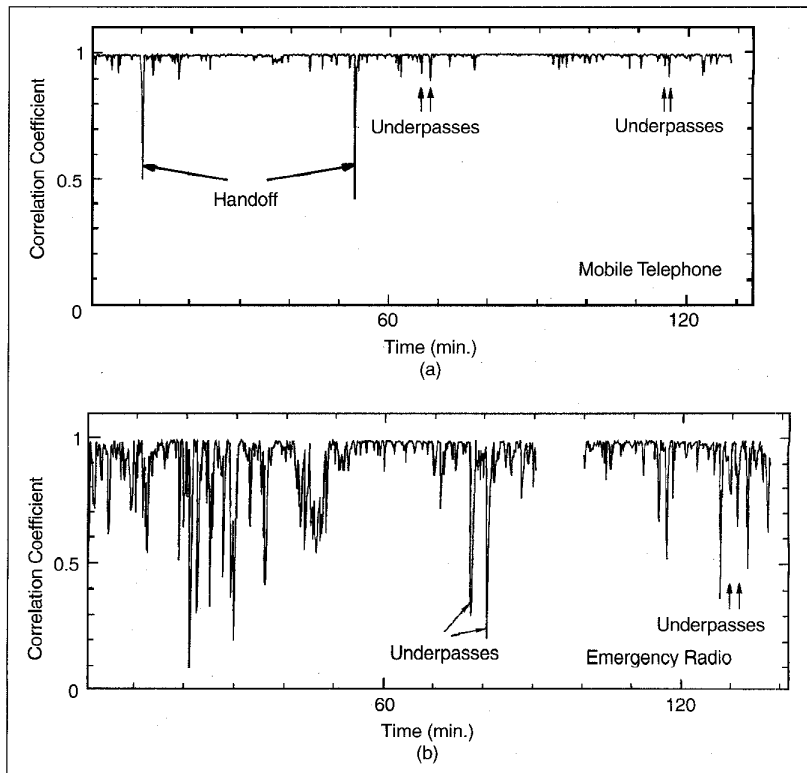 1
Correlation Coefficient
0.5
0
Underpasses
Underpasses
Handoff
Mobile Telephone
60
120
Time (min.)
(a)
1
Correlation Coefficient
0.5
0
Underpasses
Underpasses
Emergency Radio
60
120
Time (min.)
(b)